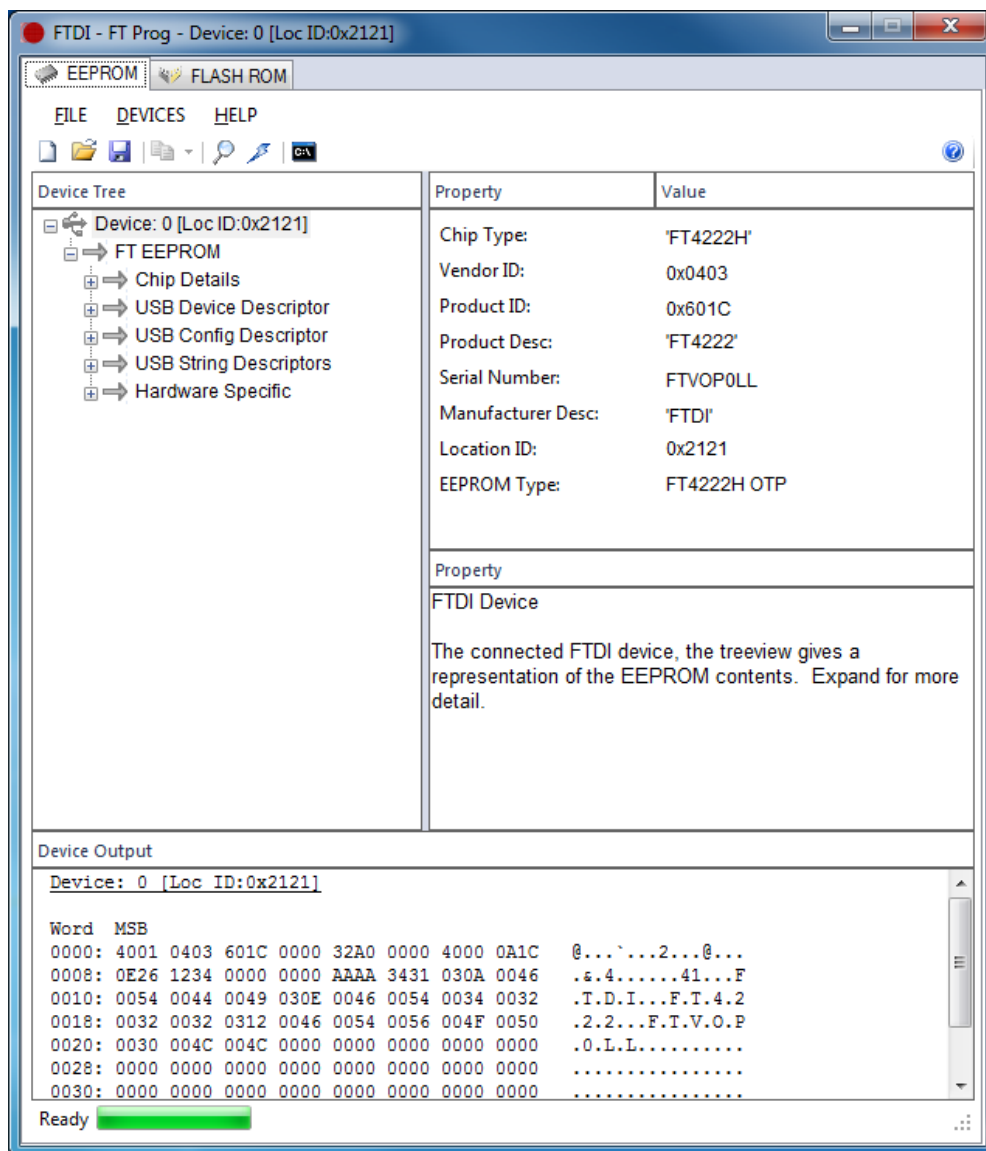 FTDI - FT Prog - Device: 0 [Loc ID:0x2121]
EEPROM FLASH ROM
FILE DEVICES HELP
C:\
Device Tree
Device: 0 [Loc ID:0x2121]
FT EEPROM
Chip Details
USB Device Descriptor
USB Config Descriptor
USB String Descriptors
Hardware Specific
Property Value
Chip Type: 'FT4222H'
Vendor ID: 0x0403
Product ID: 0x601C
Product Desc: 'FT4222'
Serial Number: FTVOP0LL
Manufacturer Desc: 'FTDI'
Location ID: 0x2121
EEPROM Type: FT4222H OTP
Property
FTDI Device
The connected FTDI device, the treeview gives a
representation of the EEPROM contents.  Expand for more
detail.
Device Output
Device: 0 [Loc ID:0x2121]
Word MSB
0000: 4001 0403 601C 0000 32A0 0000 4000 0A1C @...`...2...@...
0008: 0E26 1234 0000 0000 AAAA 3431 030A 0046 .&.4......41...F
0010: 0054 0044 0049 030E 0046 0054 0034 0032 .T.D.I...F.T.4.2
0018: 0032 0032 0312 0046 0054 0056 004F 0050 .2.2...F.T.V.O.P
0020: 0030 004C 004C 0000 0000 0000 0000 0000 .0.L.L..........
0028: 0000 0000 0000 0000 0000 0000 0000 0000 ................
0030: 0000 0000 0000 0000 0000 0000 0000 0000 ................
Ready